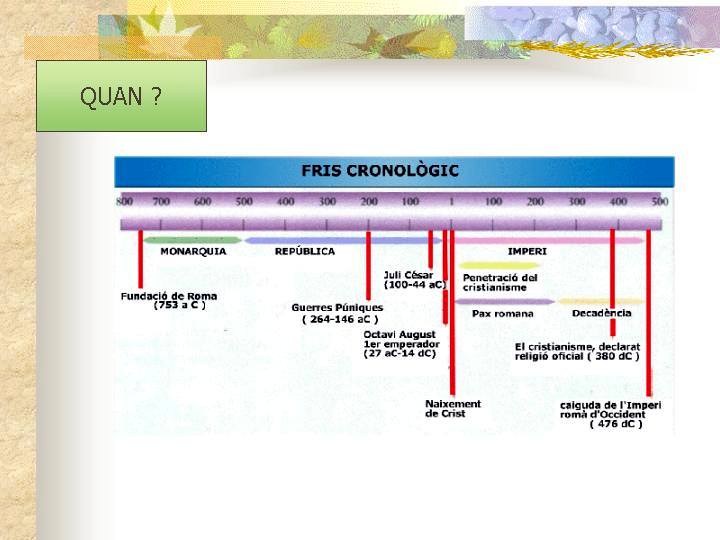 QUAN ?
FRIS CRONOLÒGIC
800 700 600 500 400 300 200 100 1 100 200 300 400 500
MONARQUIA REPÚBLICA IMPERI
Juli César
(100-44 aC)
Penetració del
cristianisme
Fundació de Roma
(753 a C )
Guerres Púniques
( 264-146 aC )
Pax romana Decadència
Octavi August
1er emperador
(27 aC-14 dC)
El cristianisme, declarat
religió oficial ( 380 dC )
Naixement
de Crist
caiguda de l'Imperi
romà d'Occident
( 476 dC )